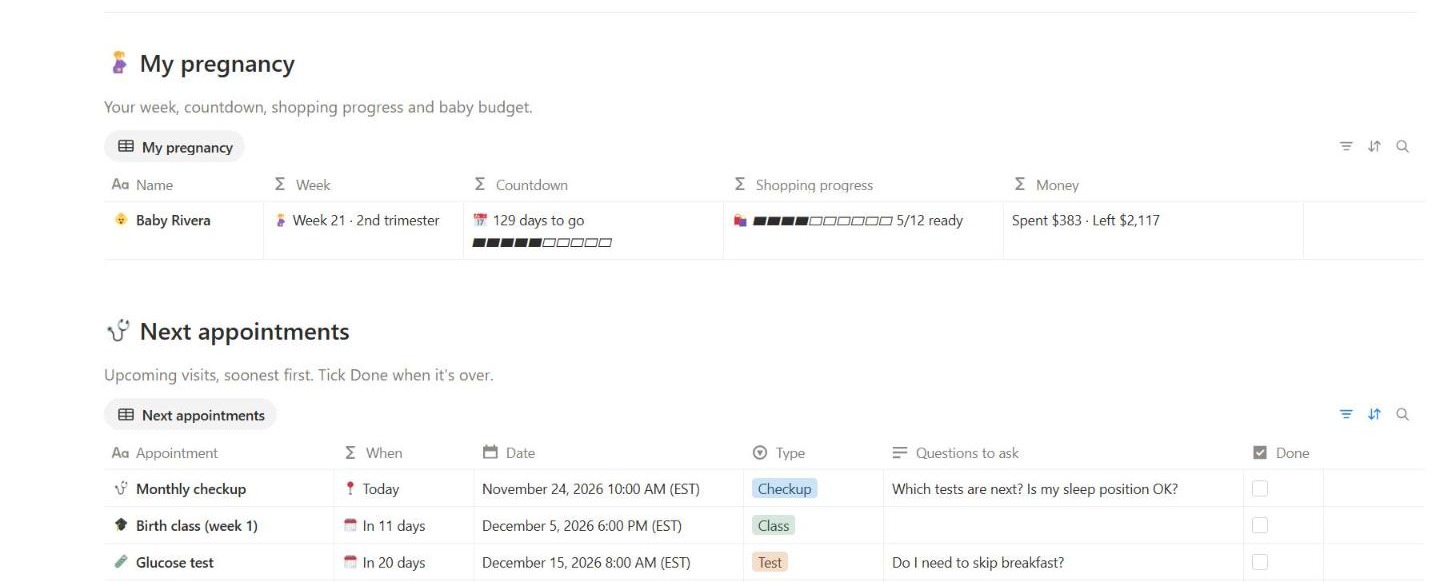 My pregnancy
Your week, countdown, shopping progress and baby budget.
My pregnancy
Aa Name Σ Week Σ Countdown Σ Shopping progress Σ Money
Baby Rivera Week 21 · 2nd trimester 129 days to go 5/12 ready Spent $383 · Left $2,117
Next appointments
Upcoming visits, soonest first. Tick Done when it's over.
Next appointments
Aa Appointment Σ When Date Type Questions to ask Done
Monthly checkup Today November 24, 2026 10:00 AM (EST) Checkup Which tests are next? Is my sleep position OK?
Birth class (week 1) In 11 days December 5, 2026 6:00 PM (EST) Class
Glucose test In 20 days December 15, 2026 8:00 AM (EST) Test Do I need to skip breakfast?